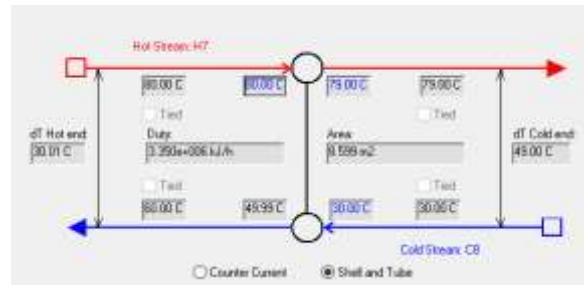 Hot Stream: H7
80.00 C 80.00 C 79.00 C 79.00 C
Tied Tied
dT Hot end: Duty: Area: dT Cold end:
30.01 C 3.350e+006 kJ/h 8.599 m2 49.00 C
Tied Tied
60.00 C 49.99 C 30.00 C 30.00 C
Cold Stream: C8
Counter Current Shell and Tube